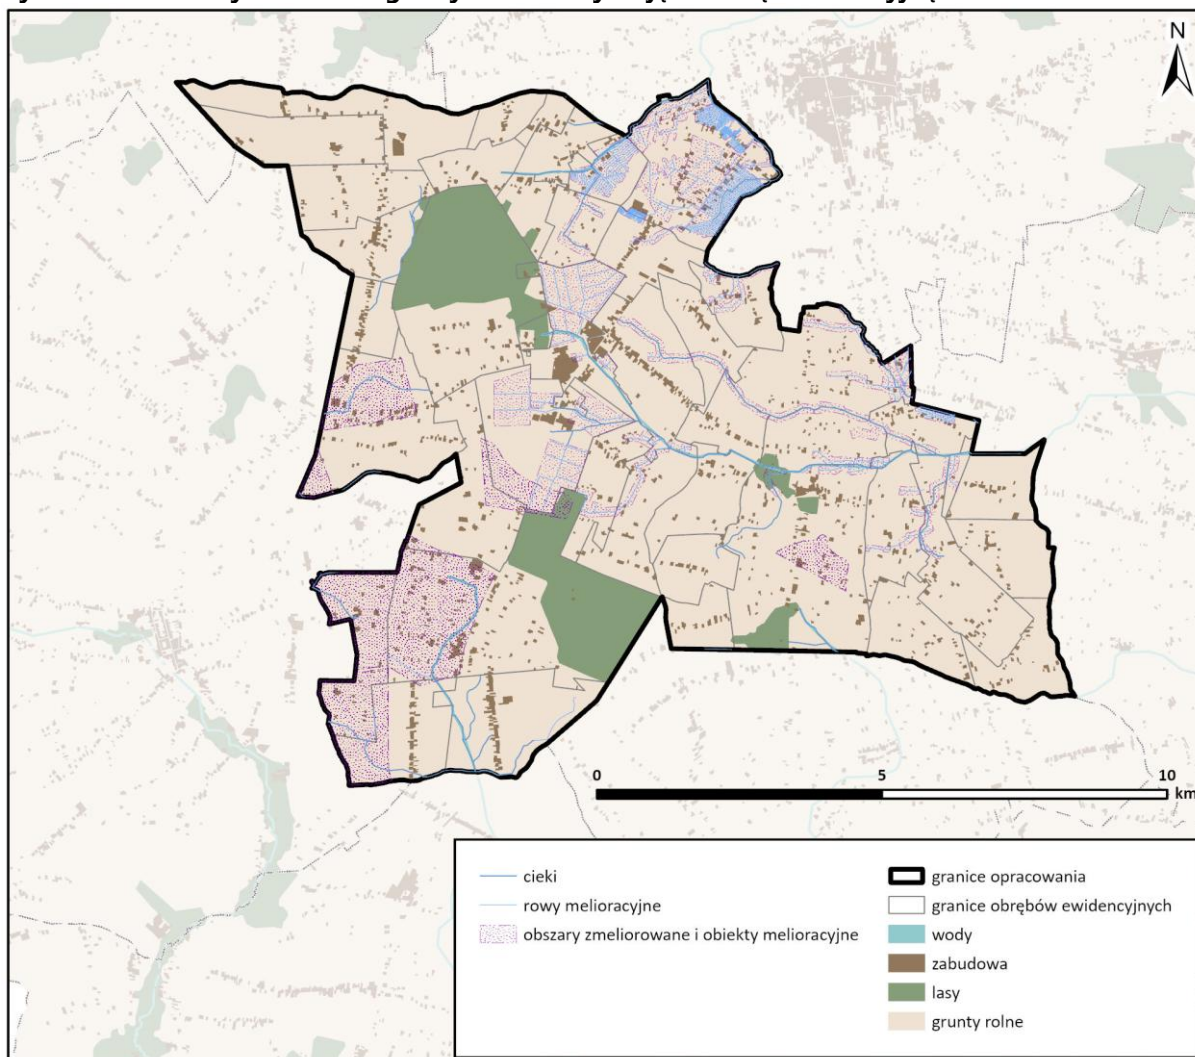 N
0 5 10
km
cieki
rowy melioracyjne
obszary zmeliorowane i obiekty melioracyjne
granice opracowania
granice obrębów ewidencyjnych
wody
zabudowa
lasy
grunty rolne